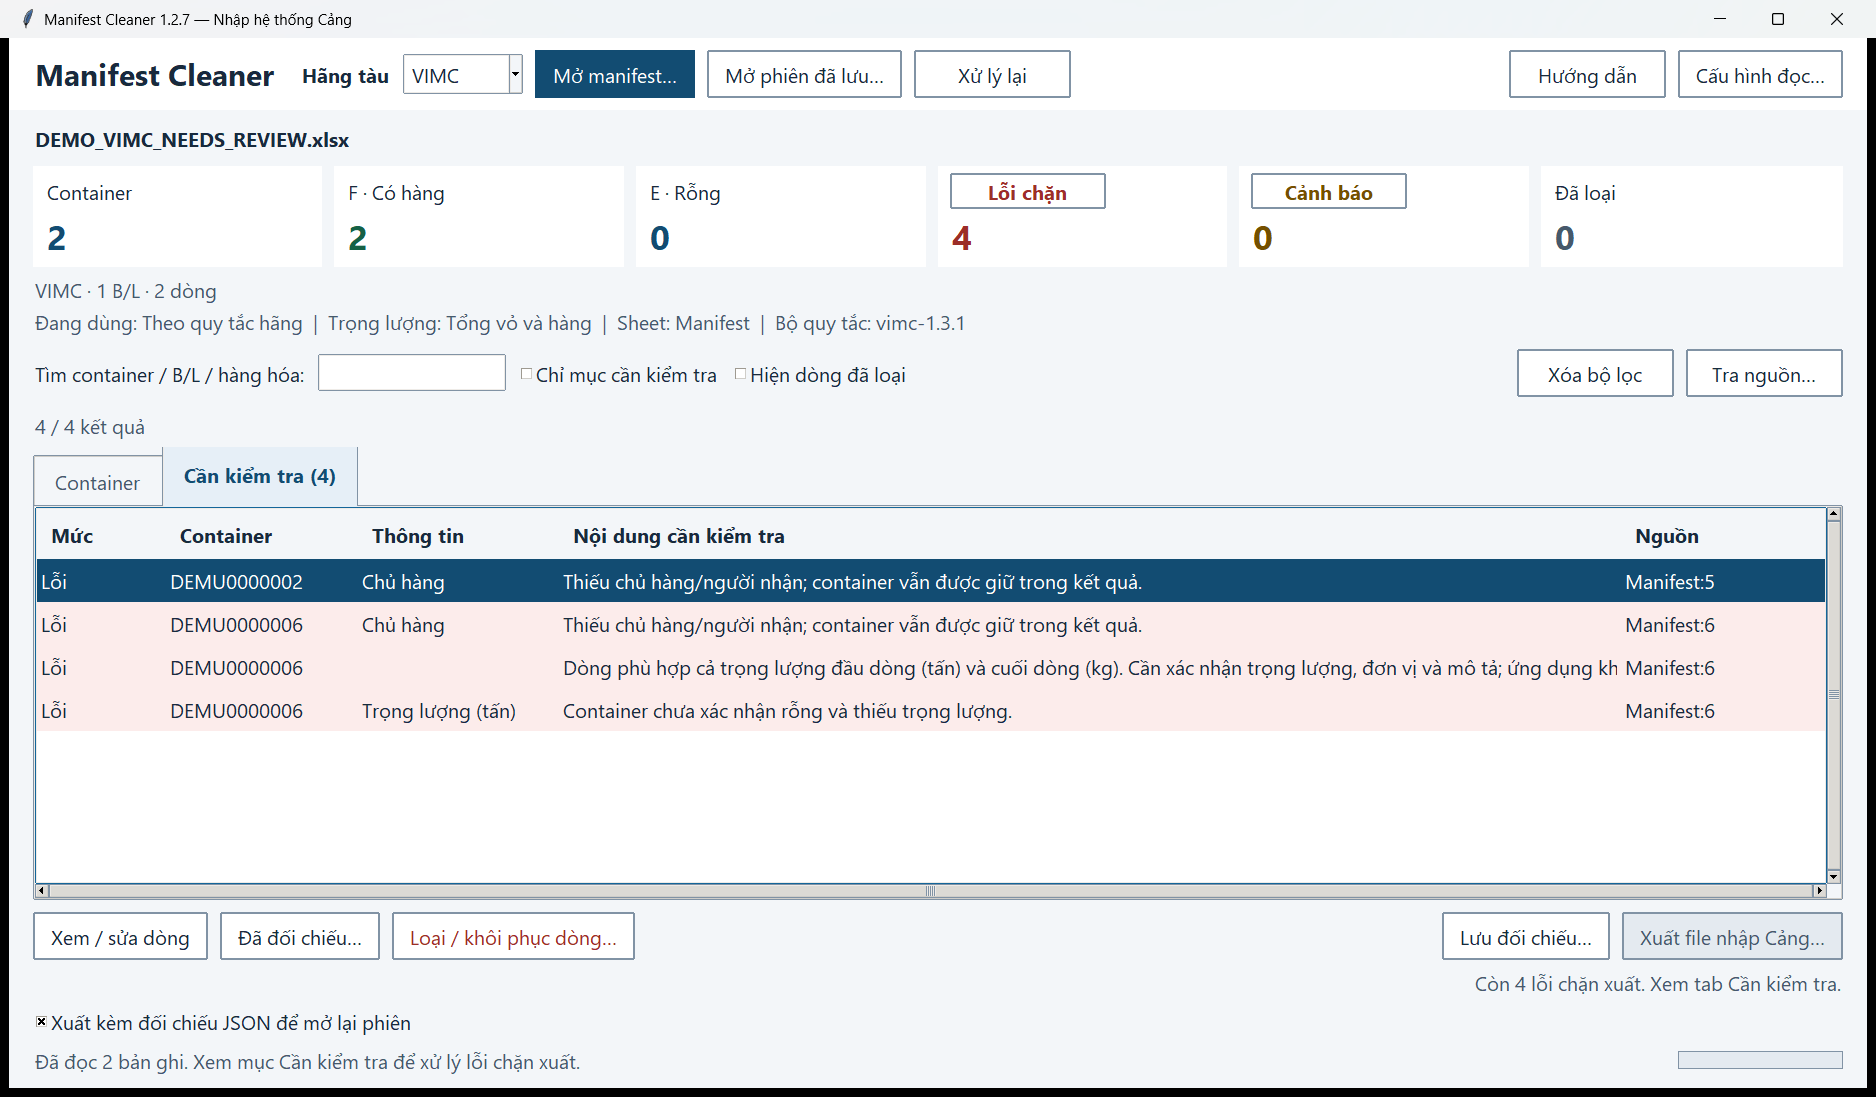 Manifest Cleaner 1.2.7 — Nhập hệ thống Cảng
Manifest Cleaner Hãng tàu VIMC Mở manifest... Mở phiên đã lưu... Xử lý lại Hướng dẫn Cấu hình đọc...
DEMO_VIMC_NEEDS_REVIEW.xlsx
Container F · Có hàng E · Rỗng Lỗi chặn Cảnh báo Đã loại
2 2 0 4 0 0
VIMC · 1 B/L · 2 dòng
Đang dùng: Theo quy tắc hãng | Trọng lượng: Tổng vỏ và hàng | Sheet: Manifest | Bộ quy tắc: vimc-1.3.1
Tìm container / B/L / hàng hóa: Chỉ mục cần kiểm tra Hiện dòng đã loại Xóa bộ lọc Tra nguồn...
4 / 4 kết quả
Container Cần kiểm tra (4)
Mức Container Thông tin Nội dung cần kiểm tra Nguồn
Lỗi DEMU0000002 Chủ hàng Thiếu chủ hàng/người nhận; container vẫn được giữ trong kết quả. Manifest:5
Lỗi DEMU0000006 Chủ hàng Thiếu chủ hàng/người nhận; container vẫn được giữ trong kết quả. Manifest:6
Lỗi DEMU0000006 Dòng phù hợp cả trọng lượng đầu dòng (tấn) và cuối dòng (kg). Cần xác nhận trọng lượng, đơn vị và mô tả; ứng dụng kh Manifest:6
Lỗi DEMU0000006 Trọng lượng (tấn) Container chưa xác nhận rỗng và thiếu trọng lượng. Manifest:6
Xem / sửa dòng Đã đối chiếu... Loại / khôi phục dòng... Lưu đối chiếu... Xuất file nhập Cảng...
Còn 4 lỗi chặn xuất. Xem tab Cần kiểm tra.
Xuất kèm đối chiếu JSON để mở lại phiên
Đã đọc 2 bản ghi. Xem mục Cần kiểm tra để xử lý lỗi chặn xuất.